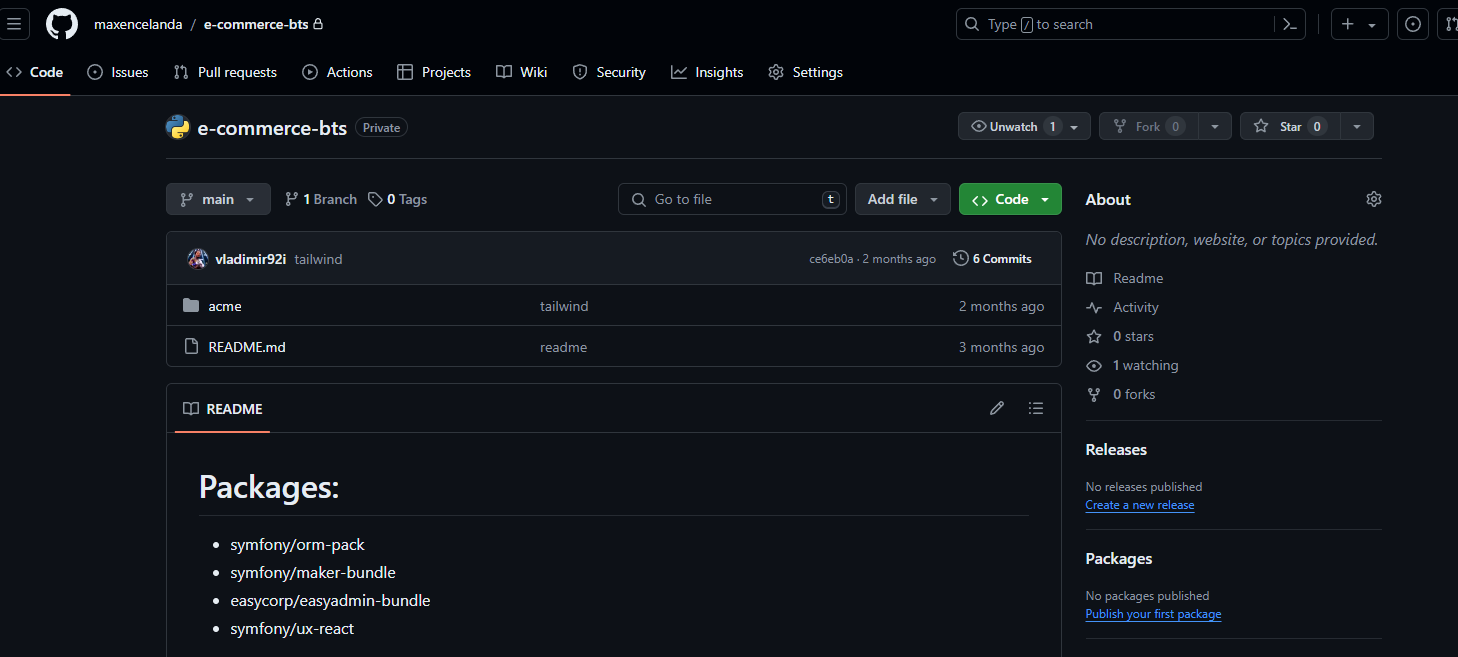 maxencelanda / e-commerce-bts
Type / to search
Code Issues Pull requests Actions Projects Wiki Security Insights Settings
e-commerce-bts Private
Unwatch 1 Fork 0 Star 0
main 1 Branch 0 Tags
Go to file t Add file Code
vladimir92i tailwind ce6eb0a · 2 months ago 6 Commits
acme tailwind 2 months ago
README.md readme 3 months ago
README
Packages:
symfony/orm-pack
symfony/maker-bundle
easycorp/easyadmin-bundle
symfony/ux-react
About
No description, website, or topics provided.
Readme
Activity
0 stars
1 watching
0 forks
Releases
No releases published
Create a new release
Packages
No packages published
Publish your first package